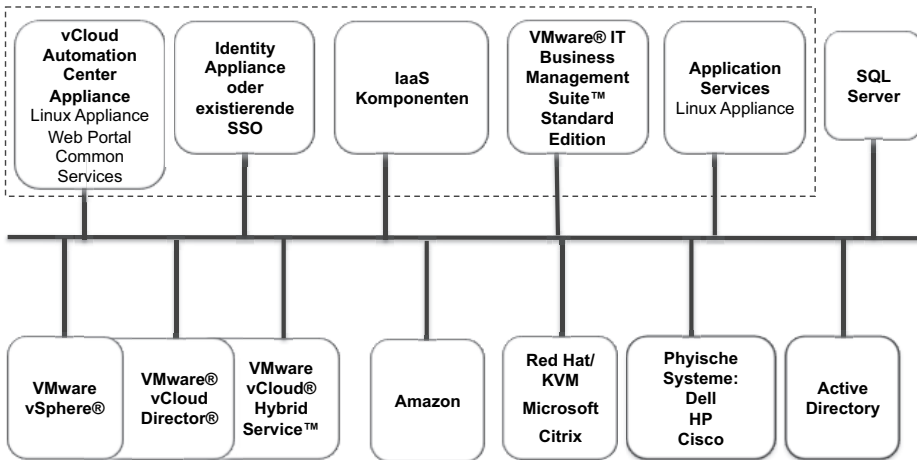 vCloud
Automation
Center
Appliance
Linux Appliance
Web Portal
Common
Services
Identity
Appliance
oder
existierende
SSO
IaaS
Komponenten
VMware® IT
Business
Management
Suite™
Standard
Edition
Application
Services
Linux Appliance
SQL
Server
VMware
vSphere®
VMware®
vCloud
Director®
VMware
vCloud®
Hybrid
Service™
Amazon
Red Hat/
KVM
Microsoft
Citrix
Phyische
Systeme:
Dell
HP
Cisco
Active
Directory